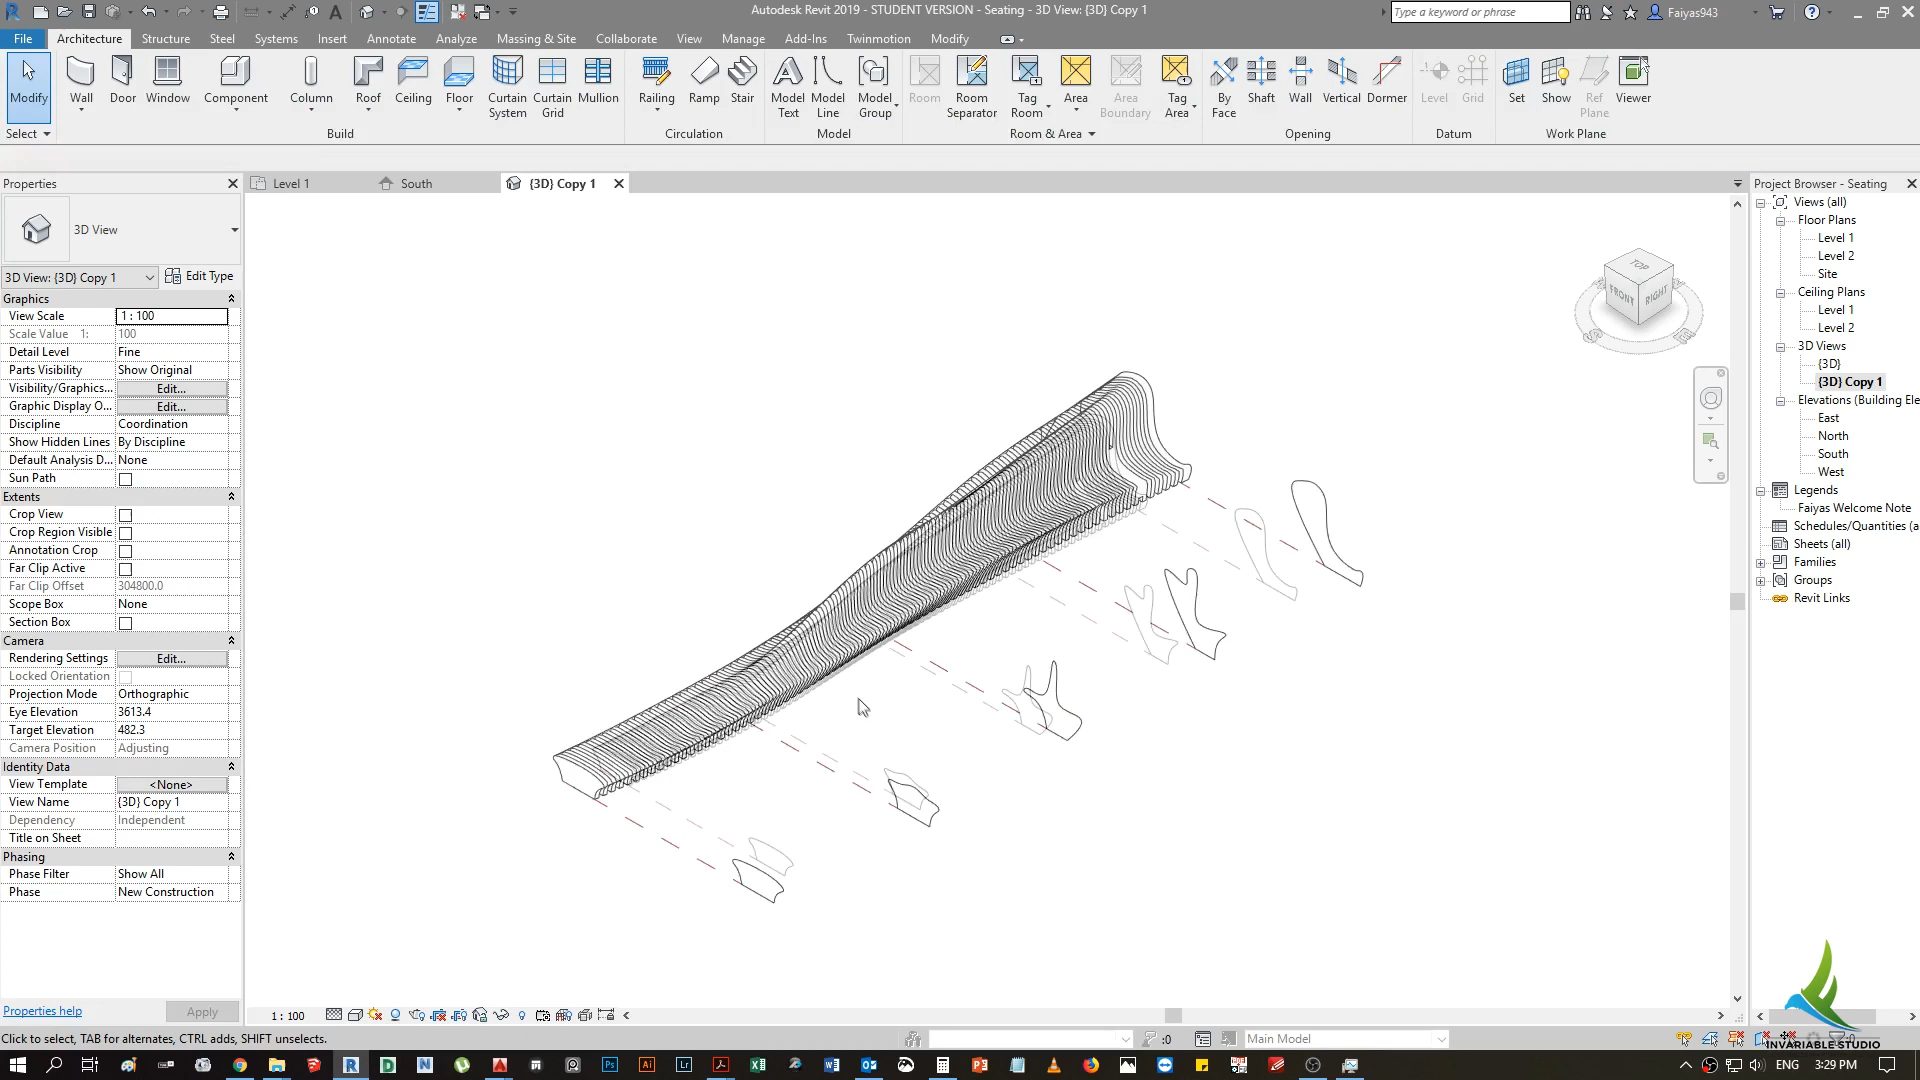 Autodesk Revit 2019 - STUDENT VERSION - Seating - 3D View: {3D} Copy 1
Type a keyword or phrase
Faiyas943
File Architecture Structure Steel Systems Insert Annotate Analyze Massing & Site Collaborate View Manage Add-Ins Twinmotion Modify
Modify
Wall
Door
Window
Component
Column
Roof
Ceiling
Floor
Curtain System
Curtain Grid
Mullion
Railing
Ramp
Stair
Model Text
Model Line
Model Group
Room
Room Separator
Tag Room
Area
Area Boundary
Tag Area
By Face
Shaft
Wall
Vertical
Dormer
Level
Grid
Set
Show
Ref Plane
Viewer
Select
Build
Circulation
Model
Room & Area
Opening
Datum
Work Plane
Properties
Level 1
South
{3D} Copy 1
Project Browser - Seating
3D View
3D View: {3D} Copy 1
Edit Type
Graphics
View Scale 1 : 100
Scale Value 1: 100
Detail Level Fine
Parts Visibility Show Original
Visibility/Graphics... Edit...
Graphic Display O... Edit...
Discipline Coordination
Show Hidden Lines By Discipline
Default Analysis D... None
Sun Path
Extents
Crop View
Crop Region Visible
Annotation Crop
Far Clip Active
Far Clip Offset 304800.0
Scope Box None
Section Box
Camera
Rendering Settings Edit...
Locked Orientation
Projection Mode Orthographic
Eye Elevation 3613.4
Target Elevation 482.3
Camera Position Adjusting
Identity Data
View Template <None>
View Name {3D} Copy 1
Dependency Independent
Title on Sheet
Phasing
Phase Filter Show All
Phase New Construction
Properties help
Apply
TOP
FRONT
RIGHT
Views (all)
Floor Plans
Level 1
Level 2
Site
Ceiling Plans
Level 1
Level 2
3D Views
{3D}
{3D} Copy 1
Elevations (Building Ele
East
North
South
West
Legends
Faiyas Welcome Note
Schedules/Quantities (a
Sheets (all)
Families
Groups
Revit Links
1 : 100
Click to select, TAB for alternates, CTRL adds, SHIFT unselects.
:0
Main Model
INVARIABLE STUDIO
ENG
3:29 PM